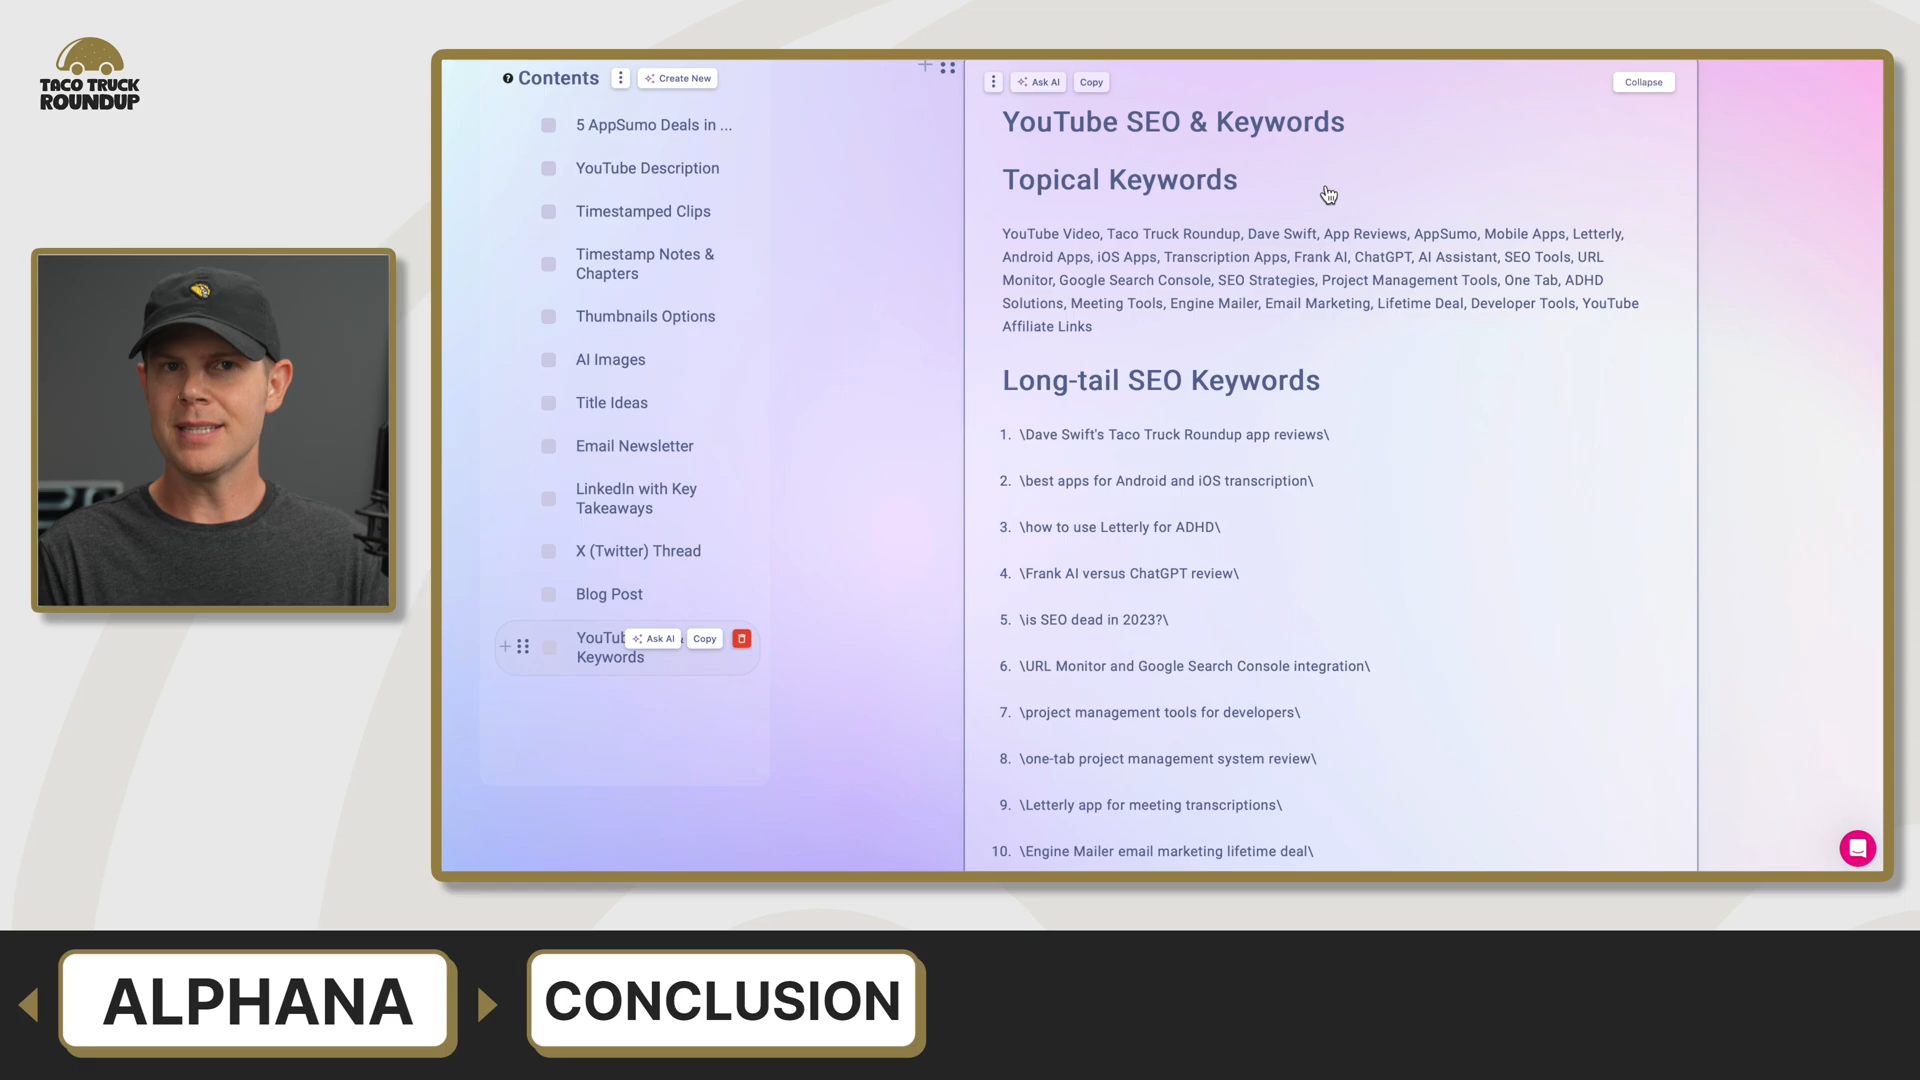 TACO TRUCK
ROUNDUP
Contents
Create New
5 AppSumo Deals in ...
YouTube Description
Timestamped Clips
Timestamp Notes &
Chapters
Thumbnails Options
AI Images
Title Ideas
Email Newsletter
LinkedIn with Key
Takeaways
X (Twitter) Thread
Blog Post
Ask AI
Copy
Keywords
Ask AI
Copy
Collapse
YouTube SEO & Keywords
Topical Keywords
YouTube Video, Taco Truck Roundup, Dave Swift, App Reviews, AppSumo, Mobile Apps, Letterly,
Android Apps, iOS Apps, Transcription Apps, Frank AI, ChatGPT, AI Assistant, SEO Tools, URL
Monitor, Google Search Console, SEO Strategies, Project Management Tools, One Tab, ADHD
Solutions, Meeting Tools, Engine Mailer, Email Marketing, Lifetime Deal, Developer Tools, YouTube
Affiliate Links
Long-tail SEO Keywords
1. \Dave Swift's Taco Truck Roundup app reviews\
2. \best apps for Android and iOS transcription\
3. \how to use Letterly for ADHD\
4. \Frank AI versus ChatGPT review\
5. \is SEO dead in 2023?\
6. \URL Monitor and Google Search Console integration\
7. \project management tools for developers\
8. \one-tab project management system review\
9. \Letterly app for meeting transcriptions\
10. \Engine Mailer email marketing lifetime deal\
ALPHANA
CONCLUSION